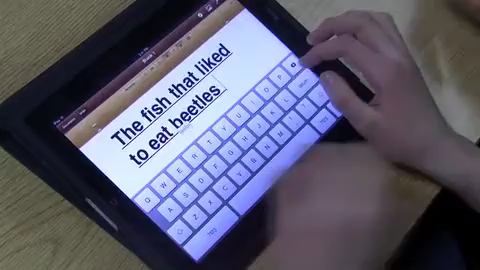 The fish that liked
to eat beetles
Q W E R T Y U I O P
A S D F G H J K L
Z X C V B N M